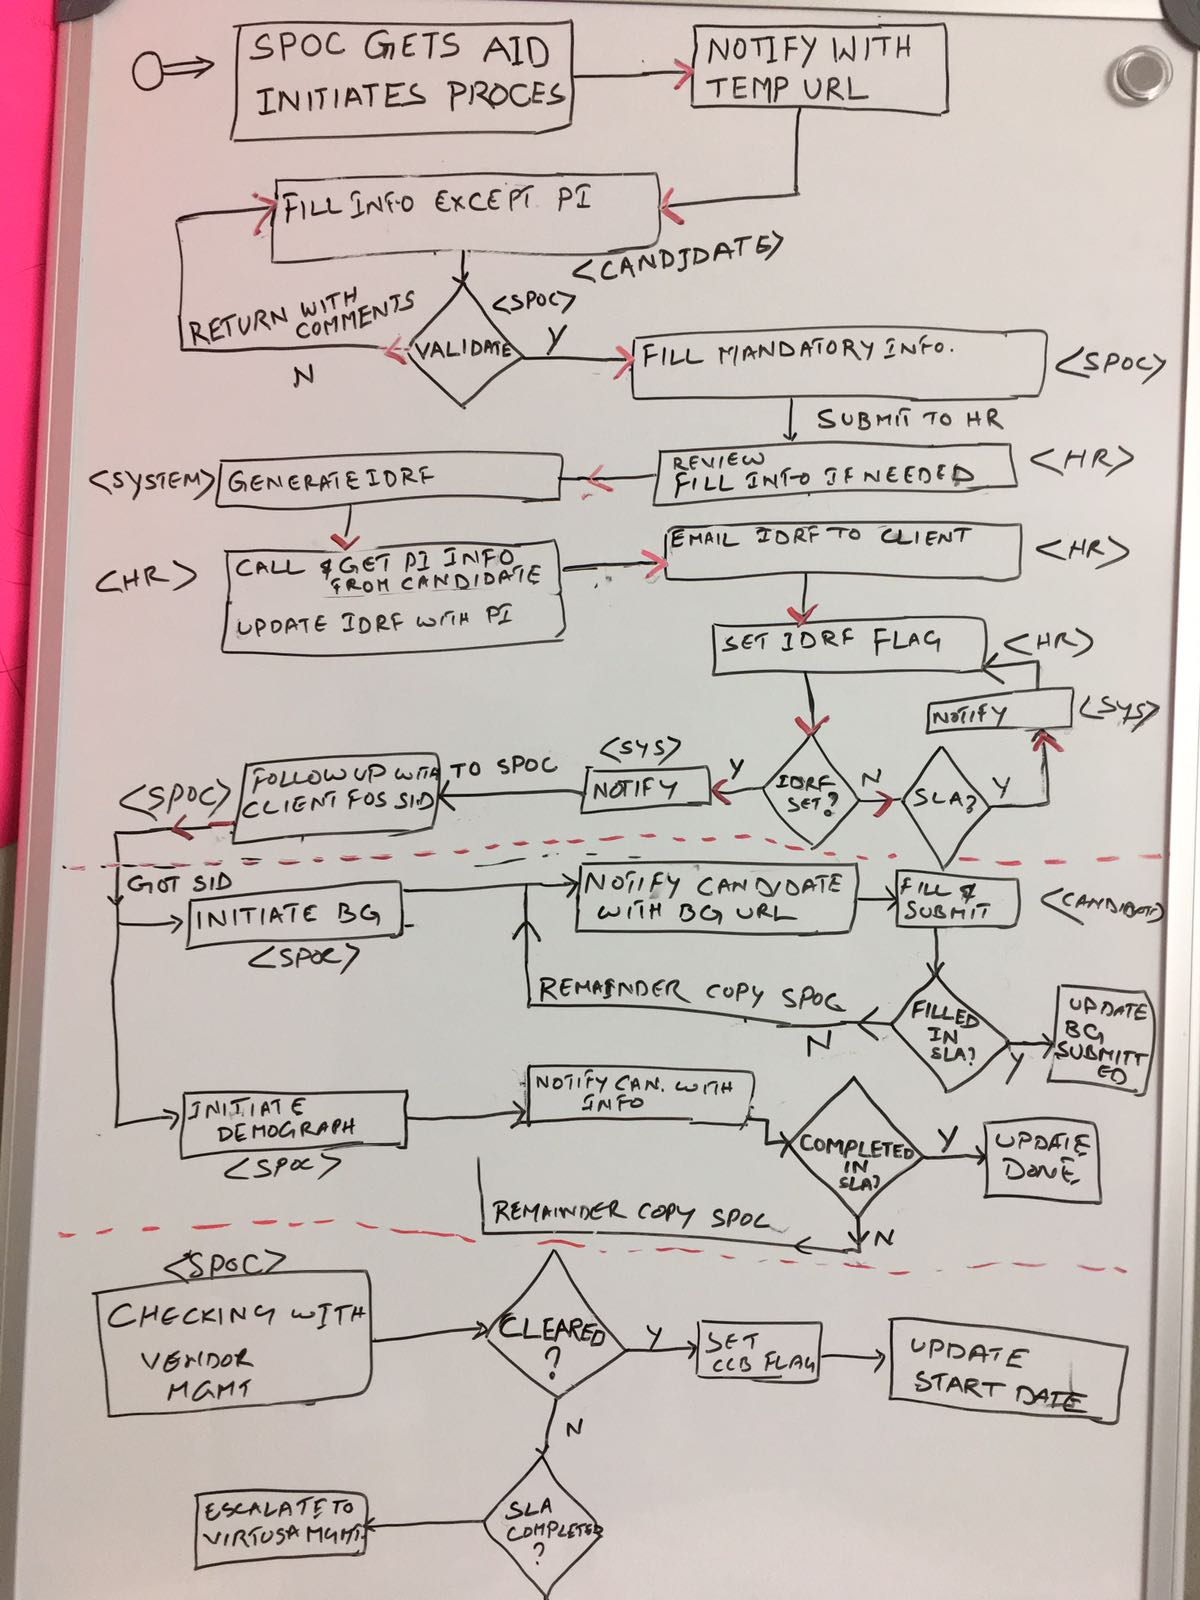 SPOC GETS AID
INITIATES PROCES
NOTIFY WITH
TEMP URL
FILL INFO EXCEPT PI
<CANDIDATE>
<SPOC>
RETURN WITH
COMMENTS
VALIDATE
Y
N
FILL MANDATORY INFO.
<SPOC>
SUBMIT TO HR
<SYSTEM>
GENERATE IDRF
REVIEW
FILL INFO IF NEEDED
<HR>
<HR>
CALL & GET PI INFO
FROM CANDIDATE
UPDATE IDRF WITH PI
EMAIL IDRF TO CLIENT
<HR>
SET IDRF FLAG
<HR>
NOTIFY
<SYS>
<SPOC>
FOLLOW UP WITH
CLIENT FOS SID
TO SPOC
<SYS>
NOTIFY
Y
IDRF
SET?
N
SLA?
Y
GOT SID
INITIATE BG
<SPOC>
NOTIFY CANDIDATE
WITH BG URL
FILL &
SUBMIT
REMAINDER COPY SPOC
N
FILLED
IN
SLA?
Y
UPDATE
BG
SUBMITT
ED
INITIATE
DEMOGRAPH
<SPOC>
NOTIFY CAN. WITH
INFO
COMPLETED
IN
SLA?
Y
UPDATE
DONE
REMAINDER COPY SPOC
N
<SPOC>
CHECKING WITH
VENDOR
MGMT
CLEARED
?
Y
SET
CCB FLAG
UPDATE
START DATE
N
ESCALATE TO
VIRTUSA MGMT.
SLA
COMPLETED
?